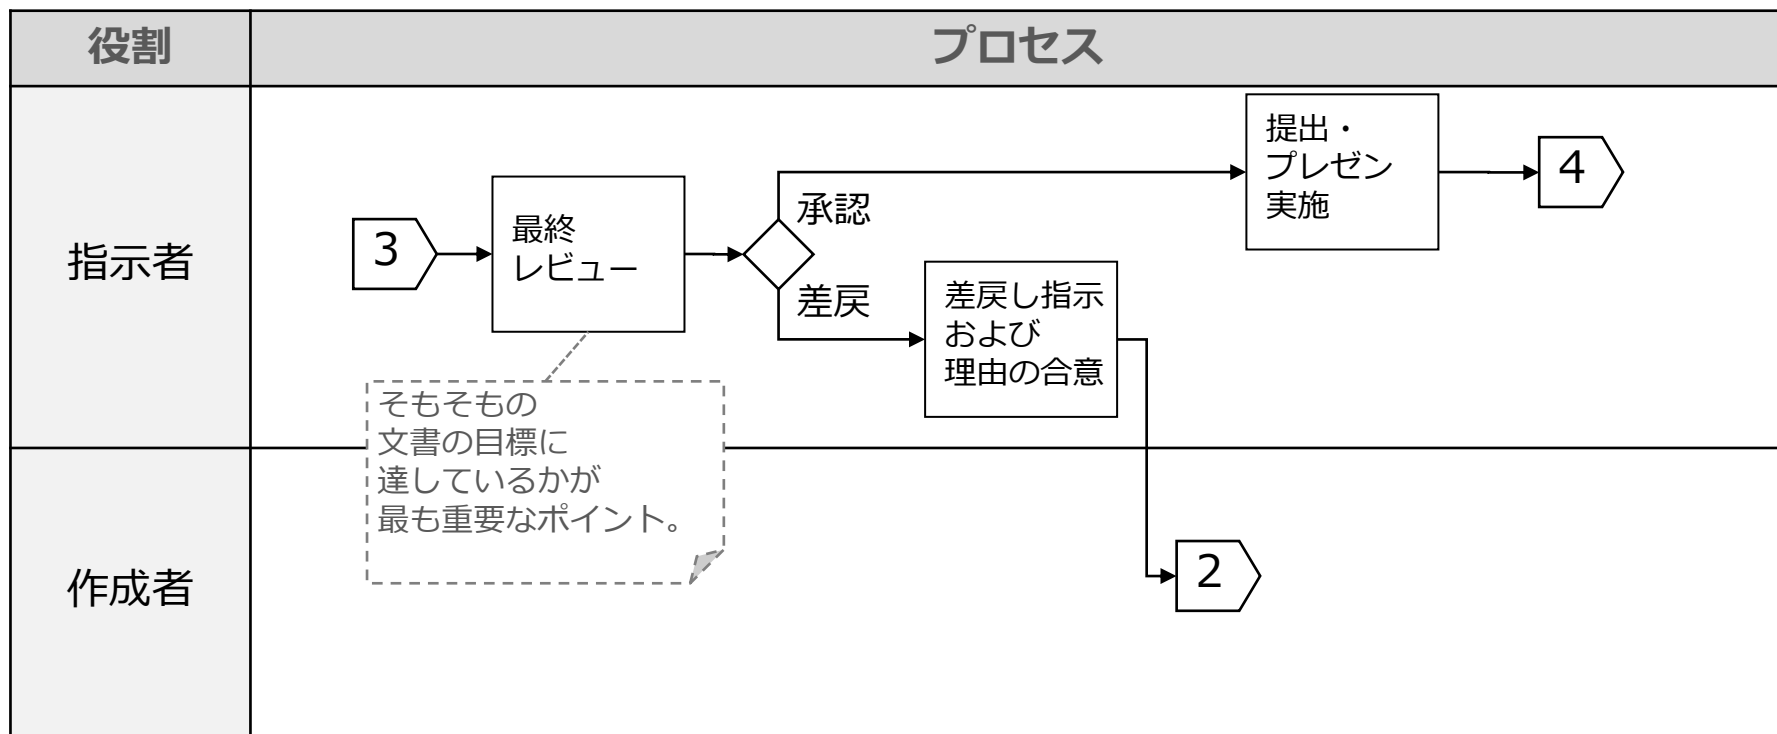 役割
プロセス
指示者
3
最終
レビュー
承認
差戻
提出・
プレゼン
実施
4
差戻し指示
および
理由の合意
そもそもの
文書の目標に
達しているかが
最も重要なポイント。
作成者
2